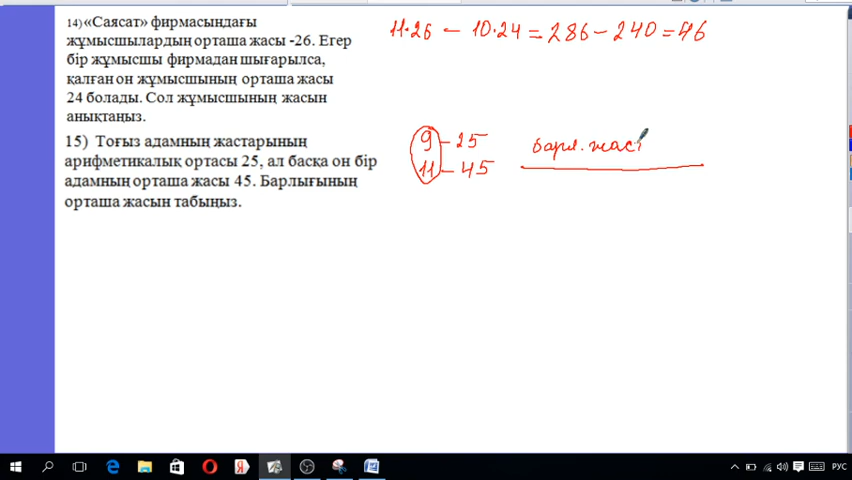 14) «Саясат» фирмасындағы
жұмысшылардың орташа жасы -26. Егер
бір жұмысшы фирмадан шығарылса,
қалған он жұмысшының орташа жасы
24 болады. Сол жұмысшының жасын
анықтаңыз.
11·26 - 10·24 = 286 - 240 = 46
15) Тоғыз адамның жастарының
арифметикалық ортасы 25, ал басқа он бір
адамның орташа жасы 45. Барлығының
орташа жасын табыңыз.
9 - 25
11 - 45
барл. жас
РУС